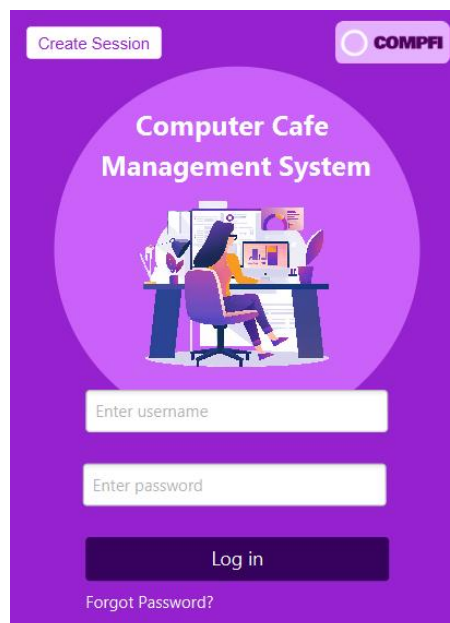 Create Session
COMPFI
Computer Cafe
Management System
Enter username
Enter password
Log in
Forgot Password?